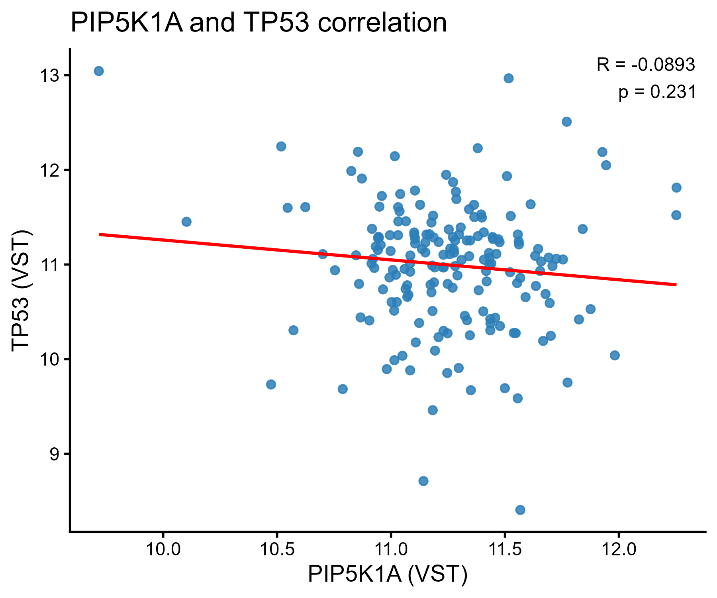 PIP5K1A and TP53 correlation
R = -0.0893
p = 0.231
TP53 (VST)
13
12
11
10
9
10.0 10.5 11.0 11.5 12.0
PIP5K1A (VST)